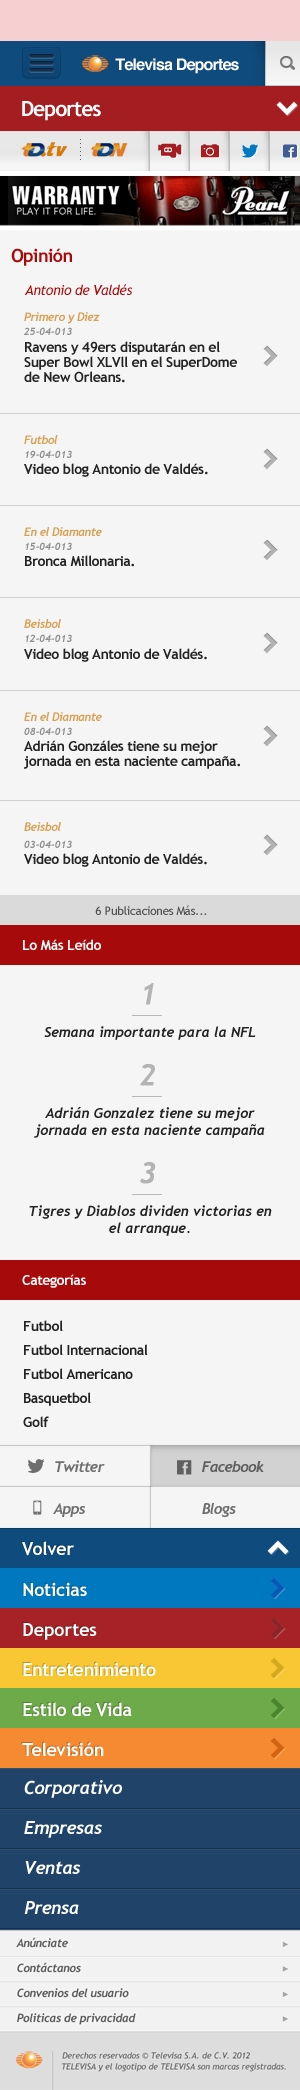 Televisa Deportes
Deportes
TD.tv TDN
WARRANTY
PLAY IT FOR LIFE.
Pearl
Opinión
Antonio de Valdés
Primero y Diez
25-04-013
Ravens y 49ers disputarán en el
Super Bowl XLVll en el SuperDome
de New Orleans.
Futbol
19-04-013
Video blog Antonio de Valdés.
En el Diamante
15-04-013
Bronca Millonaria.
Beisbol
12-04-013
Video blog Antonio de Valdés.
En el Diamante
08-04-013
Adrián Gonzáles tiene su mejor
jornada en esta naciente campaña.
Beisbol
03-04-013
Video blog Antonio de Valdés.
6 Publicaciones Más...
Lo Más Leído
1
Semana importante para la NFL
2
Adrián Gonzalez tiene su mejor
jornada en esta naciente campaña
3
Tigres y Diablos dividen victorias en
el arranque.
Categorías
Futbol
Futbol Internacional
Futbol Americano
Basquetbol
Golf
Twitter Facebook
Apps Blogs
Volver
Noticias
Deportes
Entretenimiento
Estilo de Vida
Televisión
Corporativo
Empresas
Ventas
Prensa
Anúnciate
Contáctanos
Convenios del usuario
Politicas de privacidad
Derechos reservados © Televisa S.A. de C.V. 2012
TELEVISA y el logotipo de TELEVISA son marcas registradas.